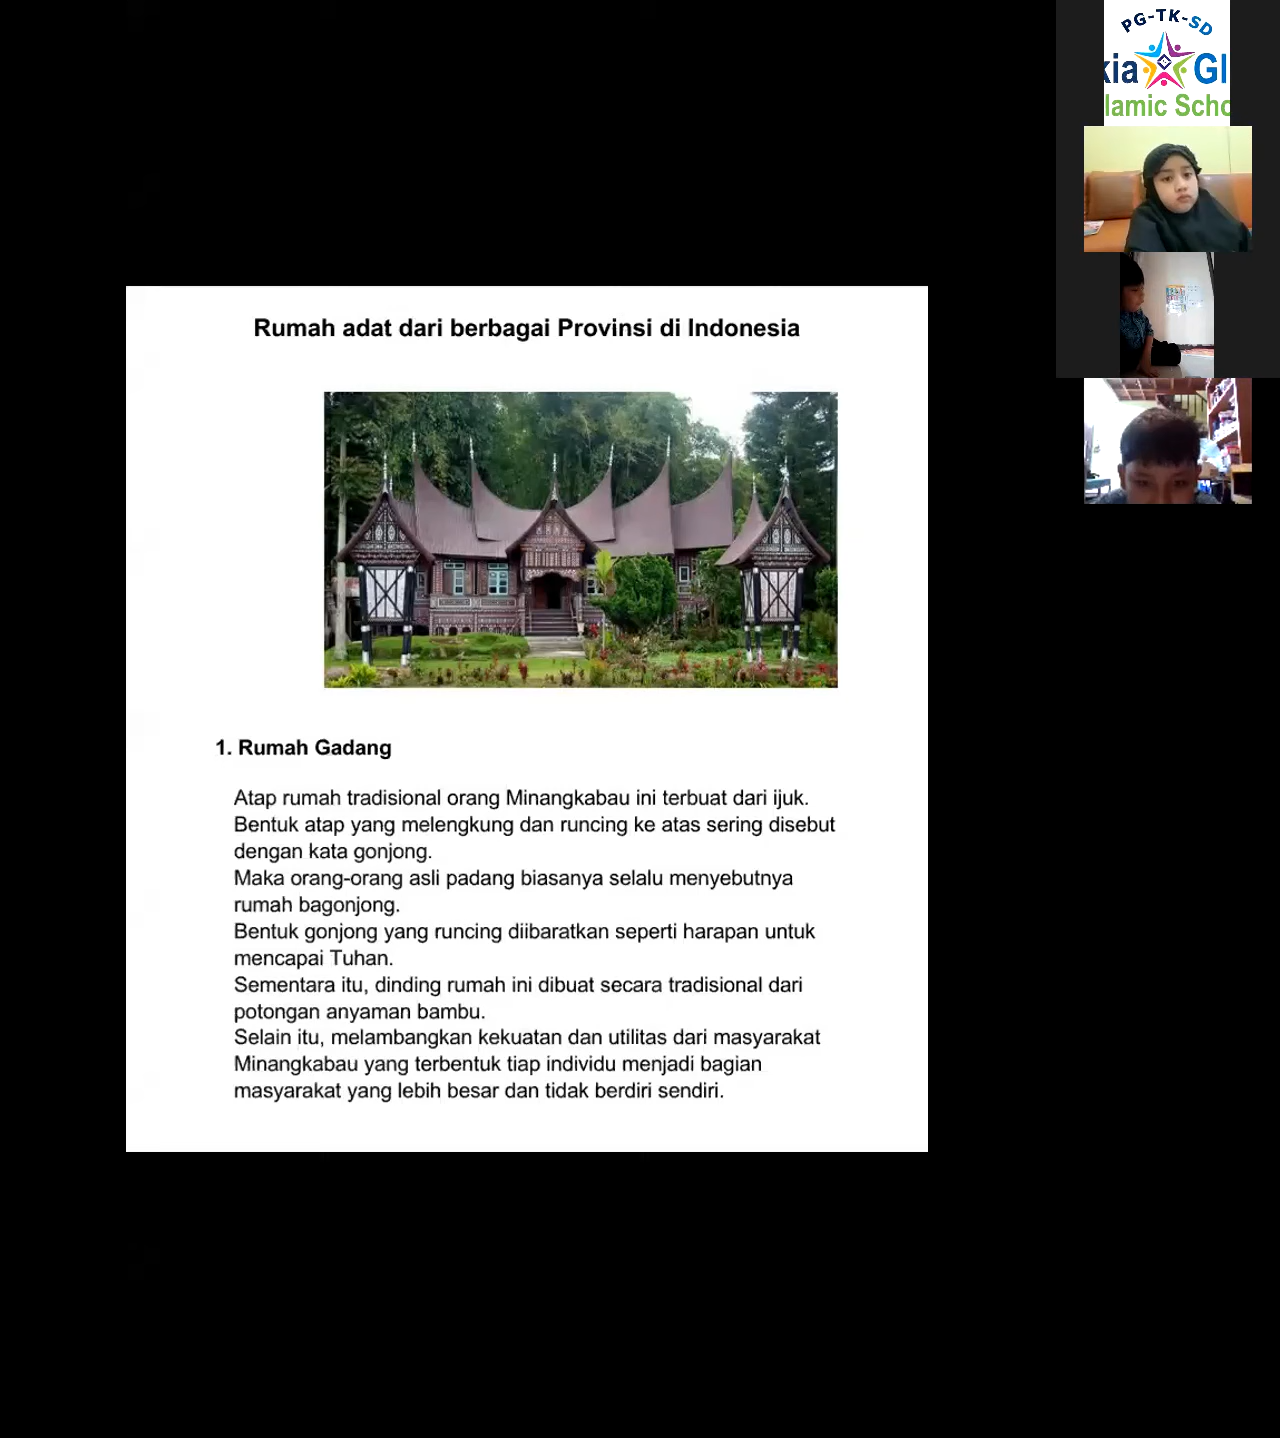 Rumah adat dari berbagai Provinsi di Indonesia
1. Rumah Gadang
Atap rumah tradisional orang Minangkabau ini terbuat dari ijuk.
Bentuk atap yang melengkung dan runcing ke atas sering disebut
dengan kata gonjong.
Maka orang-orang asli padang biasanya selalu menyebutnya
rumah bagonjong.
Bentuk gonjong yang runcing diibaratkan seperti harapan untuk
mencapai Tuhan.
Sementara itu, dinding rumah ini dibuat secara tradisional dari
potongan anyaman bambu.
Selain itu, melambangkan kekuatan dan utilitas dari masyarakat
Minangkabau yang terbentuk tiap individu menjadi bagian
masyarakat yang lebih besar dan tidak berdiri sendiri.
PG-TK-SD
kia Gl
lamic Scho